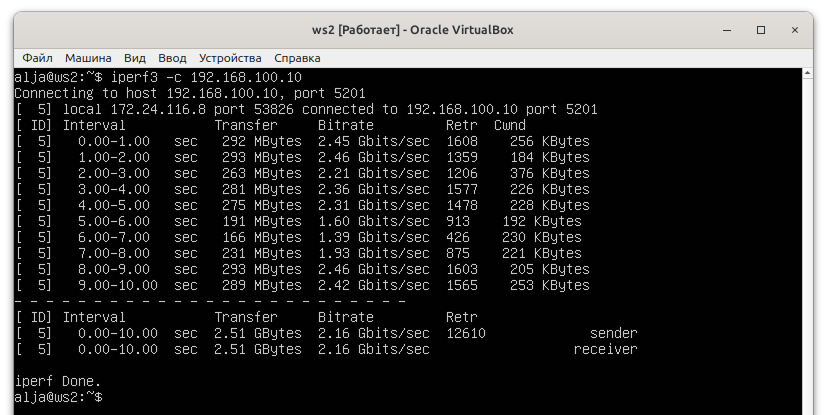 ws2 [Работает] - Oracle VirtualBox
Файл Машина Вид Ввод Устройства Справка
alja@ws2:~$ iperf3 -c 192.168.100.10
Connecting to host 192.168.100.10, port 5201
[  5] local 172.24.116.8 port 53826 connected to 192.168.100.10 port 5201
[ ID] Interval           Transfer     Bitrate         Retr  Cwnd
[  5]   0.00-1.00   sec   292 MBytes  2.45 Gbits/sec  1608    256 KBytes
[  5]   1.00-2.00   sec   293 MBytes  2.46 Gbits/sec  1359    184 KBytes
[  5]   2.00-3.00   sec   263 MBytes  2.21 Gbits/sec  1206    376 KBytes
[  5]   3.00-4.00   sec   281 MBytes  2.36 Gbits/sec  1577    226 KBytes
[  5]   4.00-5.00   sec   275 MBytes  2.31 Gbits/sec  1478    228 KBytes
[  5]   5.00-6.00   sec   191 MBytes  1.60 Gbits/sec  913    192 KBytes
[  5]   6.00-7.00   sec   166 MBytes  1.39 Gbits/sec  426    230 KBytes
[  5]   7.00-8.00   sec   231 MBytes  1.93 Gbits/sec  875    221 KBytes
[  5]   8.00-9.00   sec   293 MBytes  2.46 Gbits/sec  1603    205 KBytes
[  5]   9.00-10.00  sec   289 MBytes  2.42 Gbits/sec  1565    253 KBytes
- - - - - - - - - - - - - - - - - - - - - - - - -
[ ID] Interval           Transfer     Bitrate         Retr
[  5]   0.00-10.00  sec  2.51 GBytes  2.16 Gbits/sec  12610             sender
[  5]   0.00-10.00  sec  2.51 GBytes  2.16 Gbits/sec                  receiver
iperf Done.
alja@ws2:~$